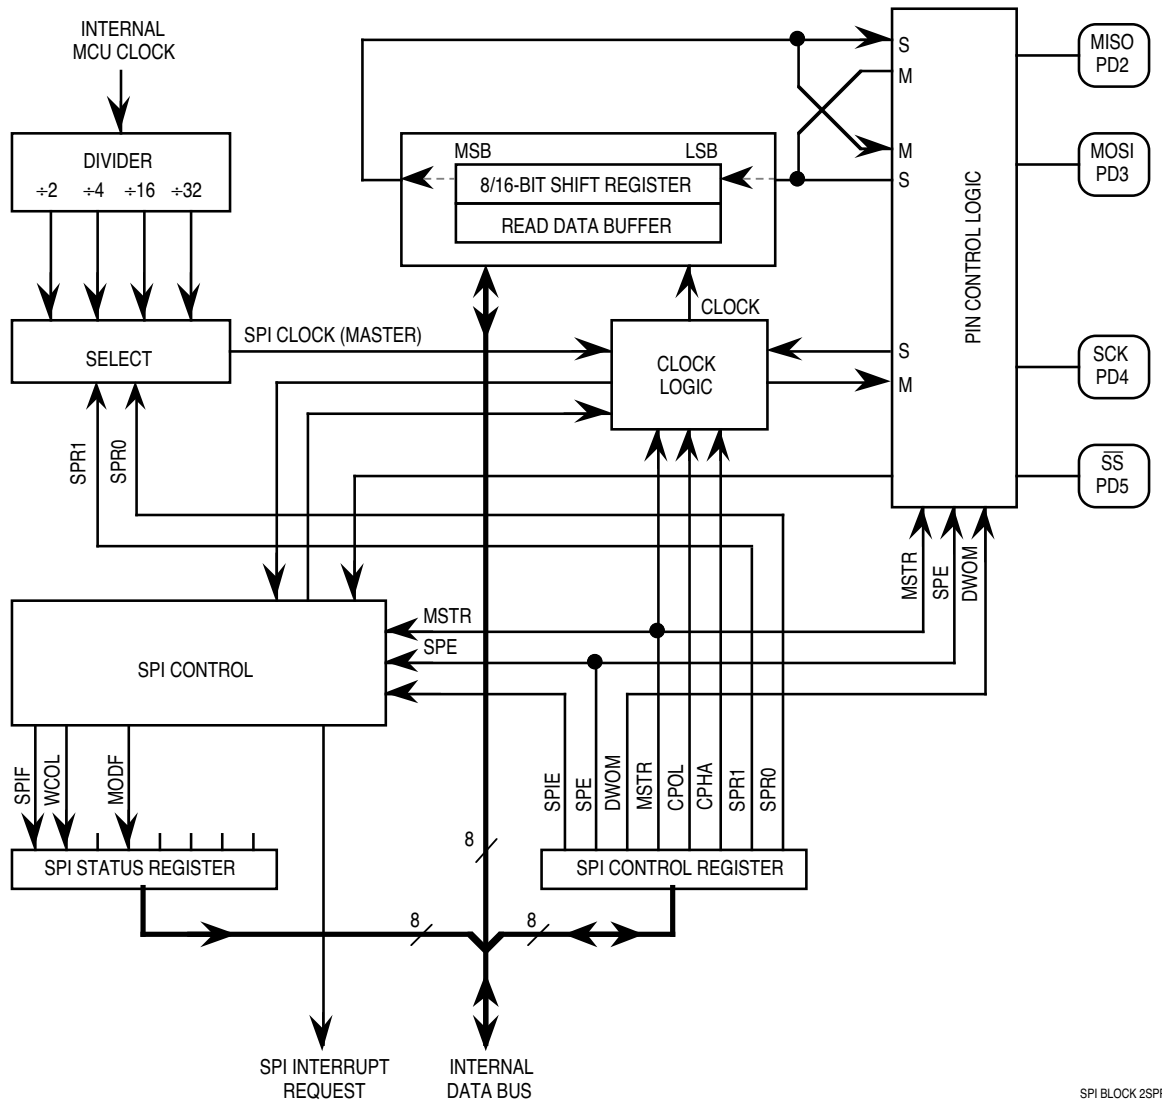 INTERNAL
MCU CLOCK
DIVIDER
÷2 ÷4 ÷16 ÷32
SELECT
SPI CLOCK (MASTER)
SPR1
SPR0
MSB LSB
8/16-BIT SHIFT REGISTER
READ DATA BUFFER
CLOCK
CLOCK
LOGIC
S
M
M
S
S
M
PIN CONTROL LOGIC
MISO
PD2
MOSI
PD3
SCK
PD4
SS
PD5
MSTR
SPE
DWOM
MSTR
SPE
SPI CONTROL
SPIF
WCOL
MODF
SPIE
SPE
DWOM
MSTR
CPOL
CPHA
SPR1
SPR0
SPI STATUS REGISTER
SPI CONTROL REGISTER
8
8
8
SPI INTERRUPT
REQUEST
INTERNAL
DATA BUS